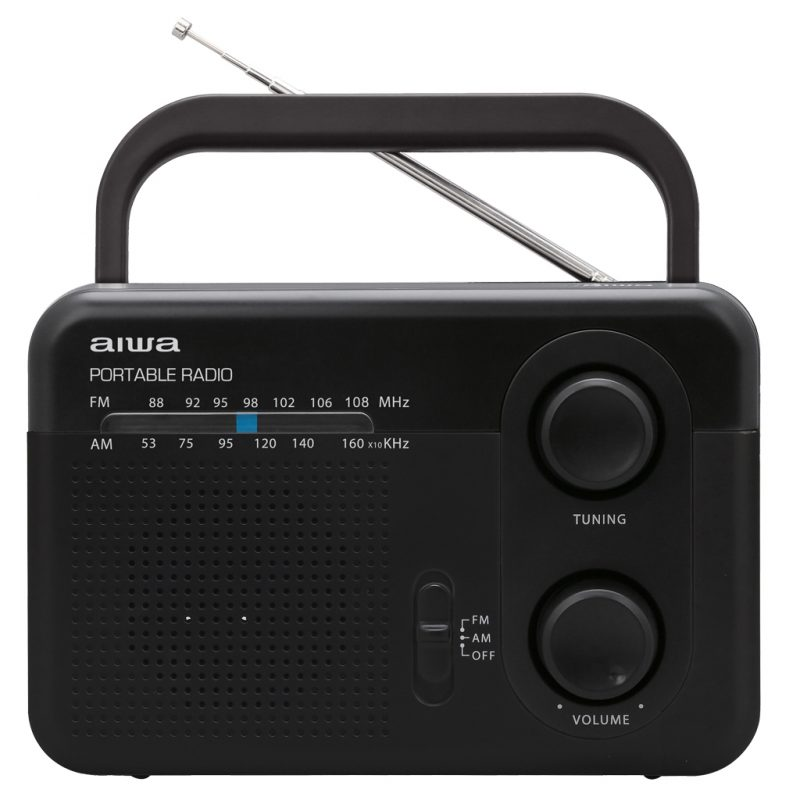 aiwa
PORTABLE RADIO
FM 88 92 95 98 102 106 108 MHz
AM 53 75 95 120 140 160 x10 KHz
TUNING
FM
AM
OFF
VOLUME